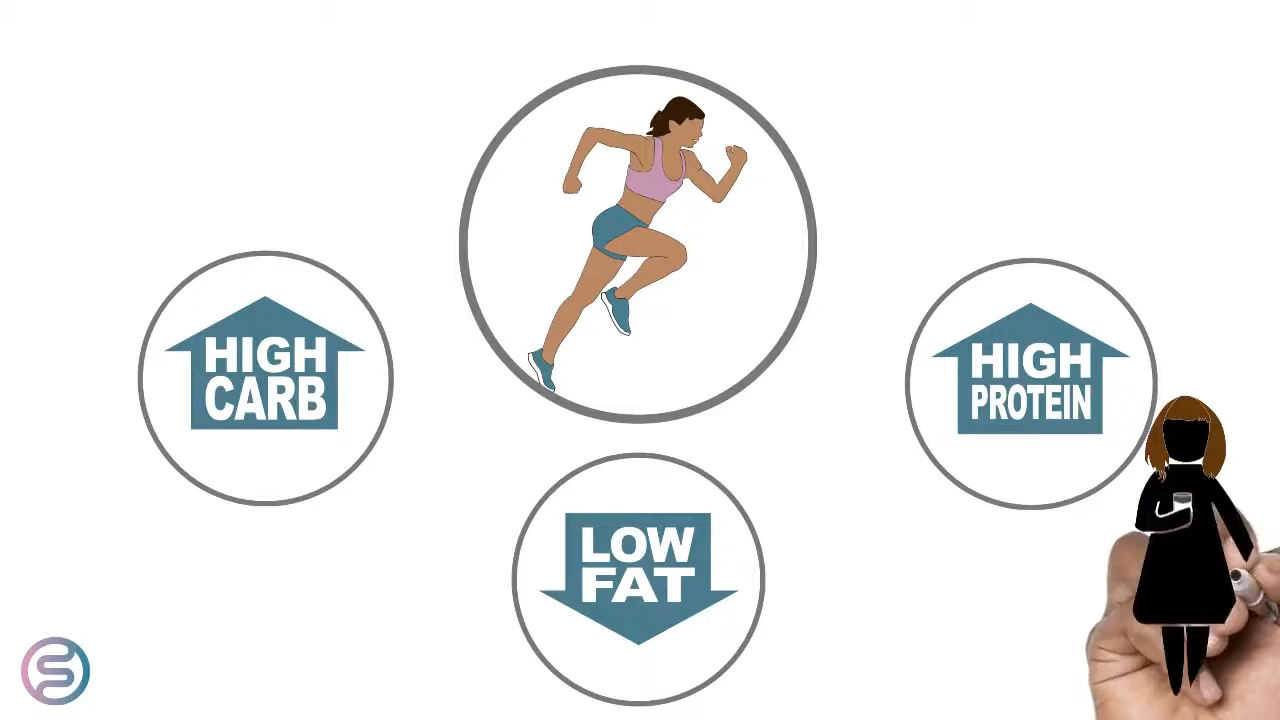 HIGH
CARB
HIGH
PROTEIN
LOW
FAT